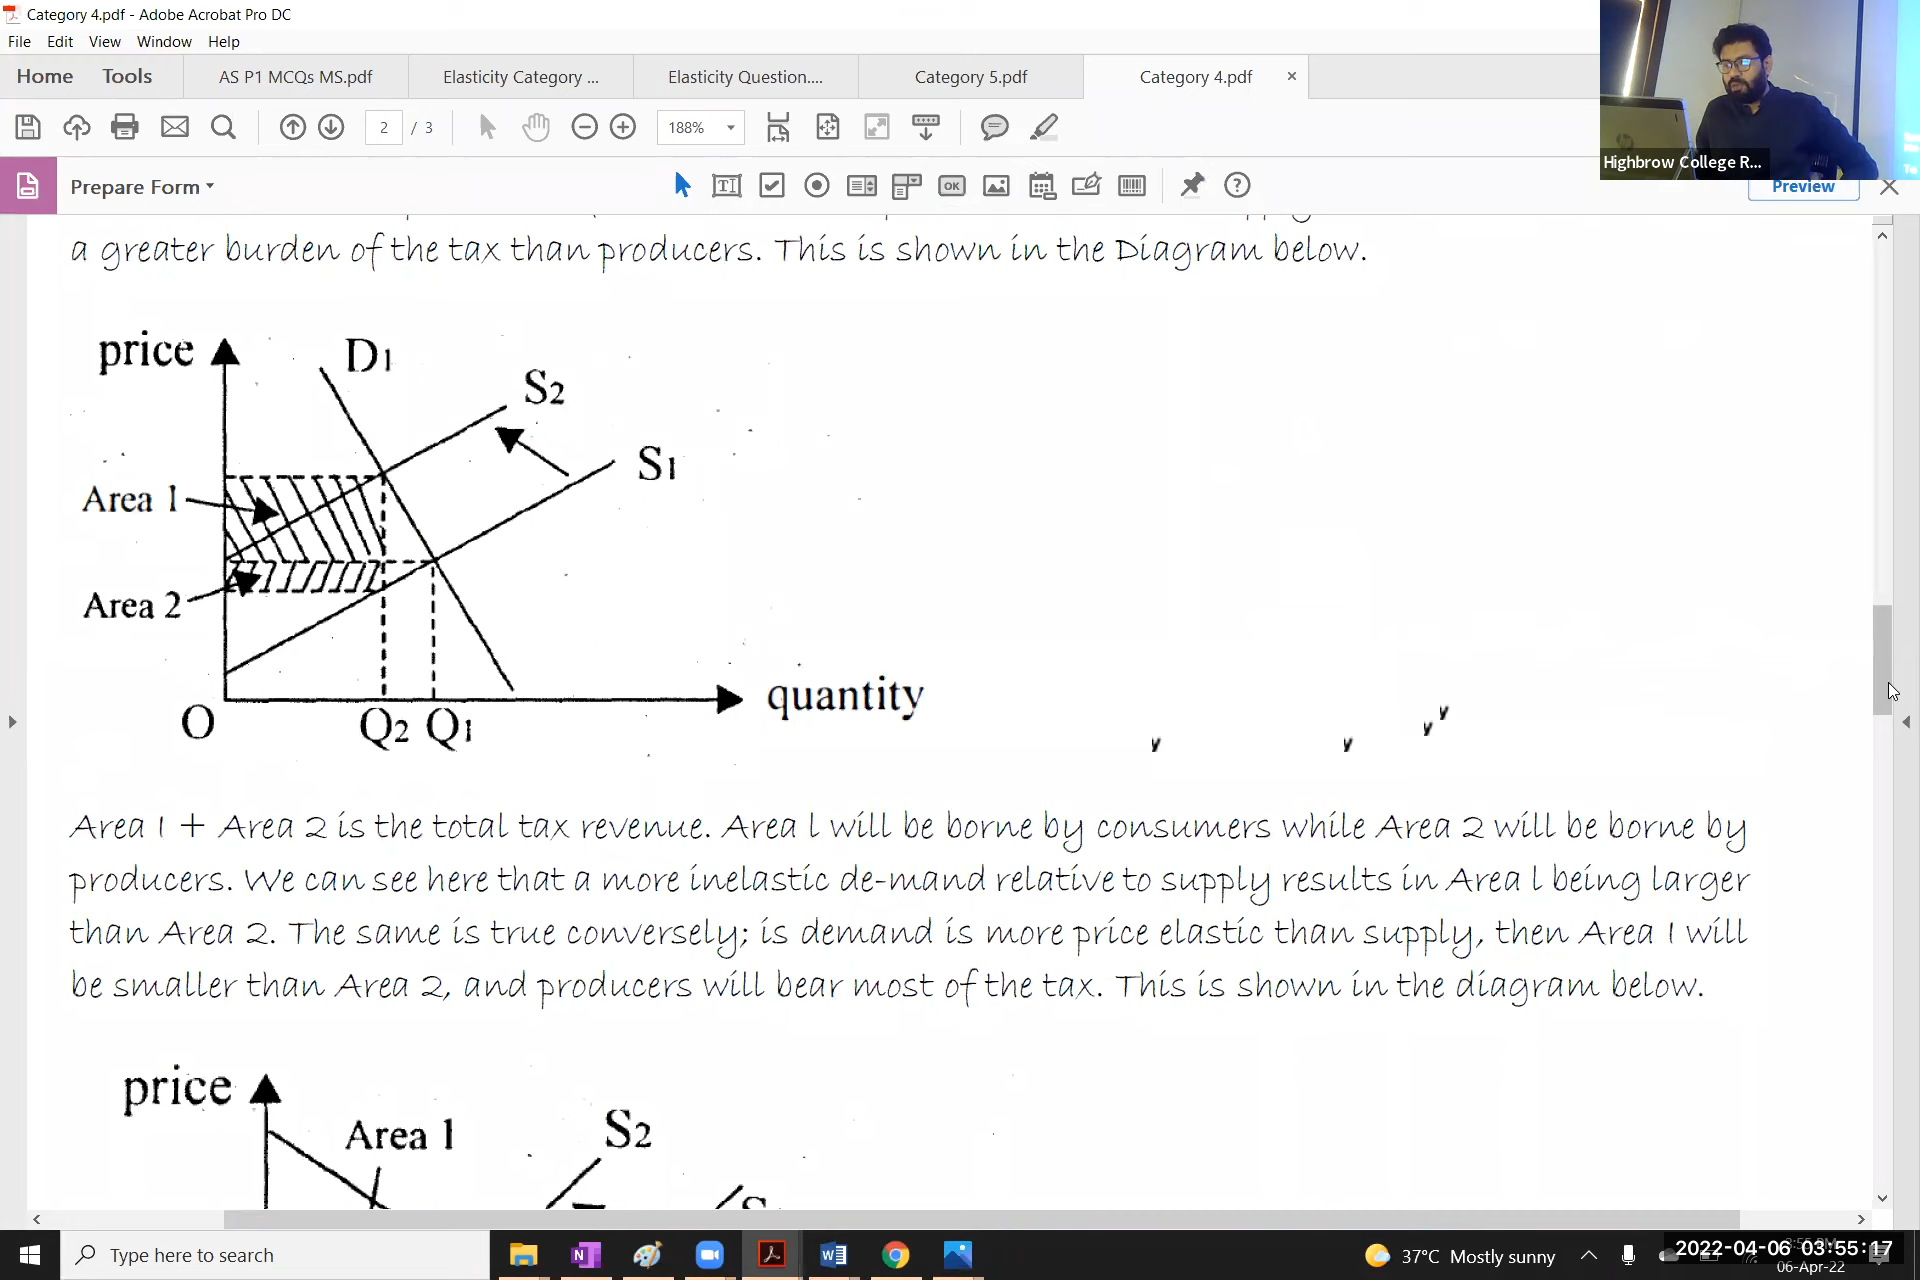 Category 4.pdf - Adobe Acrobat Pro DC
File Edit View Window Help
Home Tools AS P1 MCQs MS.pdf Elasticity Category ... Elasticity Question.... Category 5.pdf Category 4.pdf ×
2 / 3 188%
Highbrow College R...
Prepare Form OK Preview
a greater burden of the tax than producers. This is shown in the Diagram below.
price D1
S2
S1
Area 1
Area 2
O Q2 Q1 quantity
y y y y
Area 1 + Area 2 is the total tax revenue. Area l will be borne by consumers while Area 2 will be borne by
producers. We can see here that a more inelastic de-mand relative to supply results in Area l being larger
than Area 2. The same is true conversely; is demand is more price elastic than supply, then Area 1 will
be smaller than Area 2, and producers will bear most of the tax. This is shown in the diagram below.
price
Area 1 S2
Type here to search 37°C Mostly sunny 2022-04-06 03:55:17
06-Apr-22